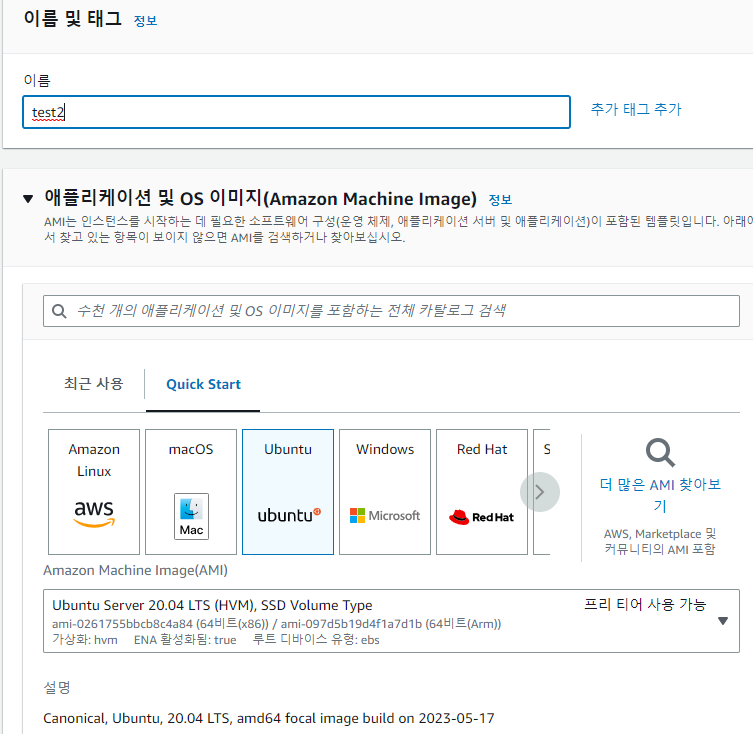 이름 및 태그 정보
이름
test2
추가 태그 추가
애플리케이션 및 OS 이미지(Amazon Machine Image) 정보
AMI는 인스턴스를 시작하는 데 필요한 소프트웨어 구성(운영 체제, 애플리케이션 서버 및 애플리케이션)이 포함된 템플릿입니다. 아래에
서 찾고 있는 항목이 보이지 않으면 AMI를 검색하거나 찾아보십시오.
수천 개의 애플리케이션 및 OS 이미지를 포함하는 전체 카탈로그 검색
최근 사용
Quick Start
Amazon
Linux
aws
macOS
Mac
Ubuntu
ubuntu
Windows
Microsoft
Red Hat
Red Hat
S
더 많은 AMI 찾아보
기
AWS, Marketplace 및
커뮤니티의 AMI 포함
Amazon Machine Image(AMI)
Ubuntu Server 20.04 LTS (HVM), SSD Volume Type
프리 티어 사용 가능
ami-0261755bbcb8c4a84 (64비트(x86)) / ami-097d5b19d4f1a7d1b (64비트(Arm))
가상화: hvm ENA 활성화됨: true 루트 디바이스 유형: ebs
설명
Canonical, Ubuntu, 20.04 LTS, amd64 focal image build on 2023-05-17